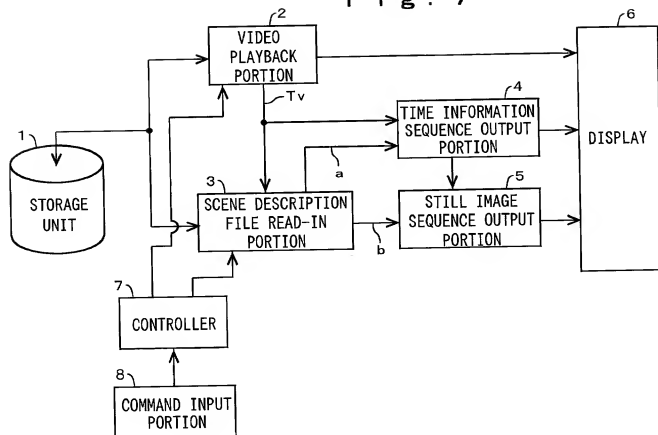 2
VIDEO
PLAYBACK
PORTION
6
Tv
4
TIME INFORMATION
SEQUENCE OUTPUT
PORTION
DISPLAY
1
STORAGE
UNIT
a
3
SCENE DESCRIPTION
FILE READ-IN
PORTION
b
5
STILL IMAGE
SEQUENCE OUTPUT
PORTION
7
CONTROLLER
8
COMMAND INPUT
PORTION